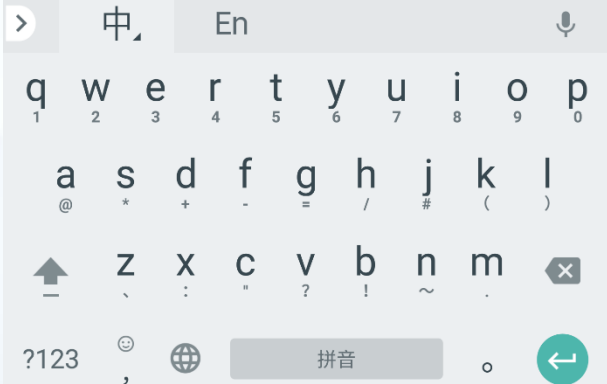 中 En
q w e r t y u i o p
1 2 3 4 5 6 7 8 9 0
a s d f g h j k l
@ * + - = / # ( )
z x c v b n m
、 : " ? ! ～ .
?123 , 拼音 。